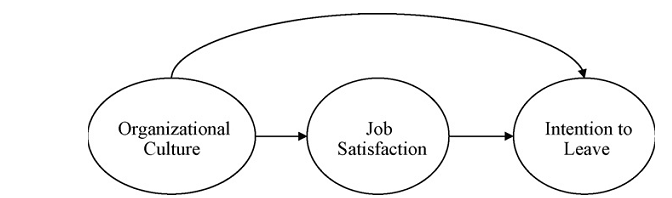 Organizational
Culture
Job
Satisfaction
Intention to
Leave